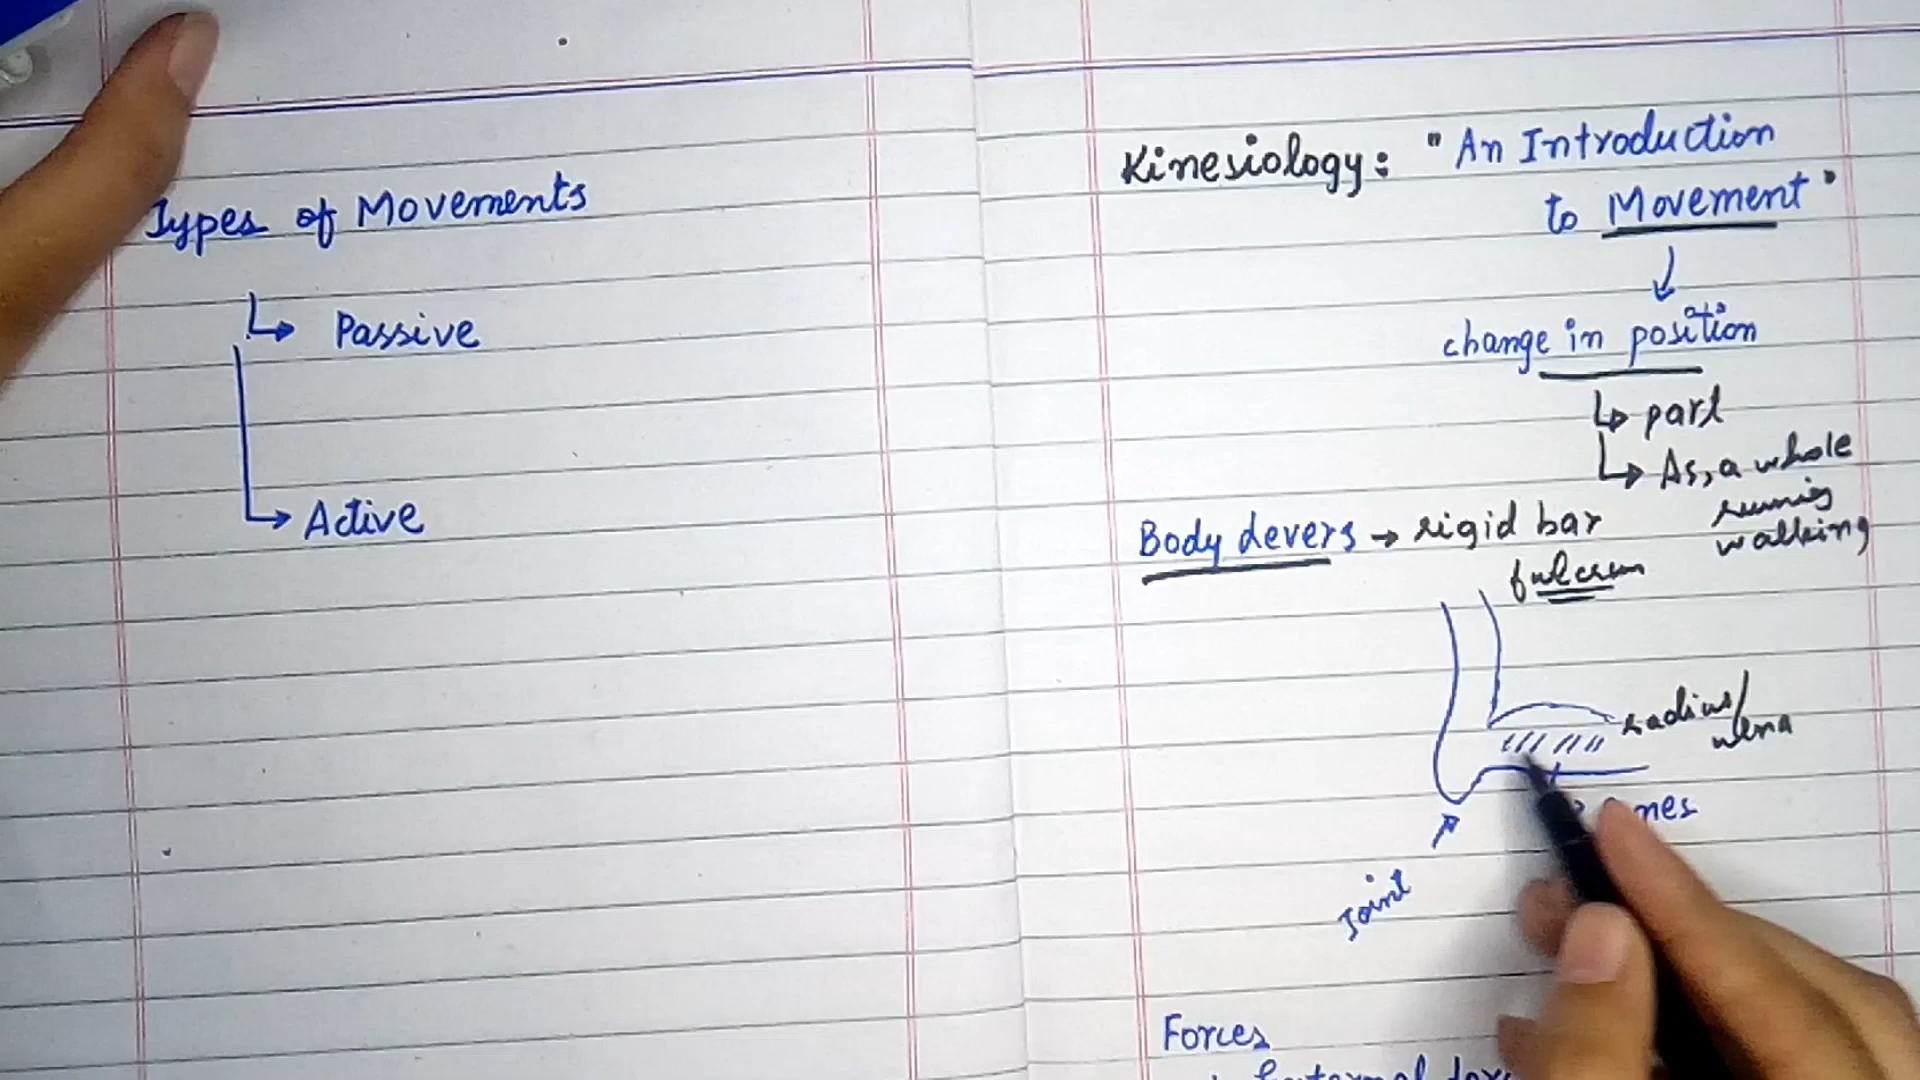 Types of Movements
Passive
Active
Kinesiology: "An Introduction
to Movement"
change in position
part
As, a whole
walking
Body Levers → rigid bar
fulcrum
radius/
ulna
Joint
Forces
External